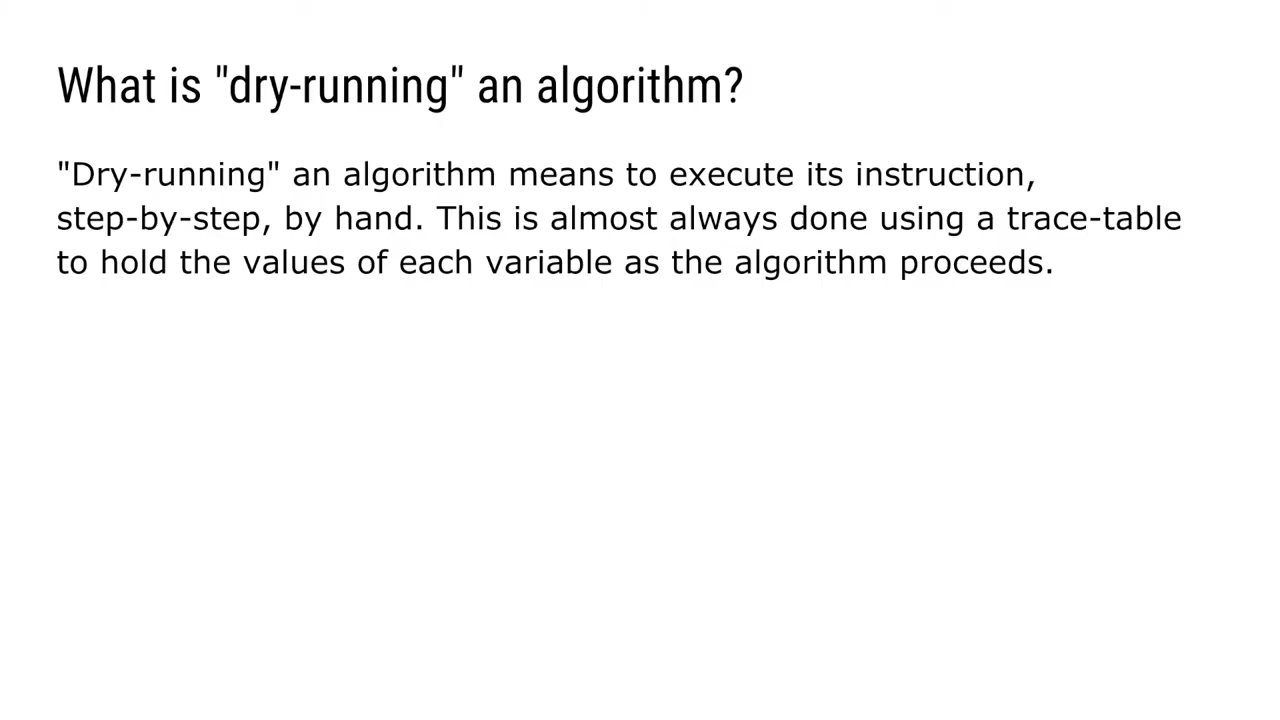 What is "dry-running" an algorithm?
"Dry-running" an algorithm means to execute its instruction,
step-by-step, by hand. This is almost always done using a trace-table
to hold the values of each variable as the algorithm proceeds.